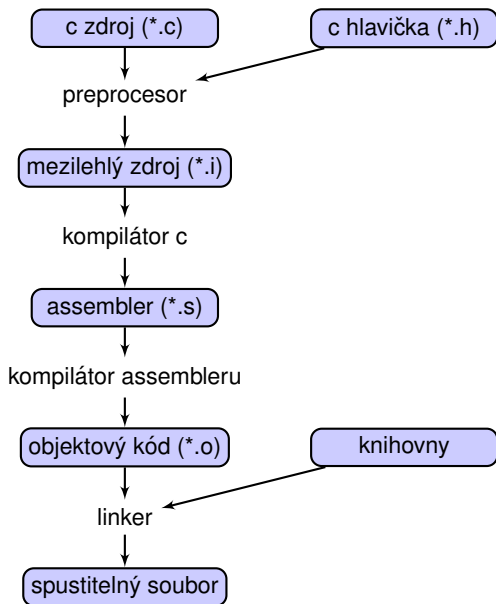 c zdroj (*.c)
c hlavička (*.h)
preprocesor
mezilehlý zdroj (*.i)
kompilátor c
assembler (*.s)
kompilátor assembleru
objektový kód (*.o)
knihovny
linker
spustitelný soubor